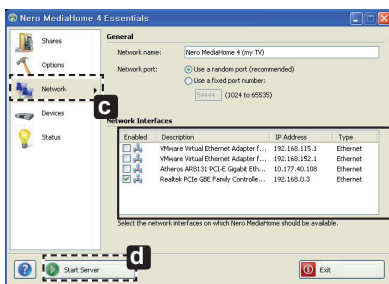 Nero MediaHome 4 Essentials
Shares
Options
Network
Devices
Status
c
General
Network name:
Nero MediaHome 4 (my TV)
Network port:
Use a random port (recommended)
Use a fixed port number:
54444 (1024 to 65535)
Network Interfaces
Enabled Description IP Address Type
VMware Virtual Ethernet Adapter f... 192.168.115.1 Ethernet
VMware Virtual Ethernet Adapter f... 192.168.152.1 Ethernet
Atheros AR8131 PCI-E Gigabit Eth... 10.177.40.108 Ethernet
Realtek PCIe GBE Family Controlle... 192.168.0.3 Ethernet
Select the network interfaces on which Nero MediaHome should be available.
d
Start Server
Exit